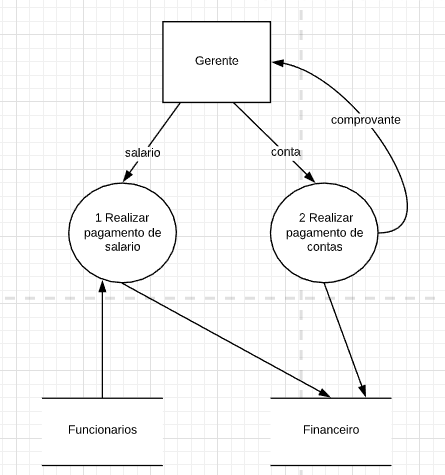 Gerente
comprovante
salario
conta
1 Realizar
pagamento de
salario
2 Realizar
pagamento de
contas
Funcionarios
Financeiro